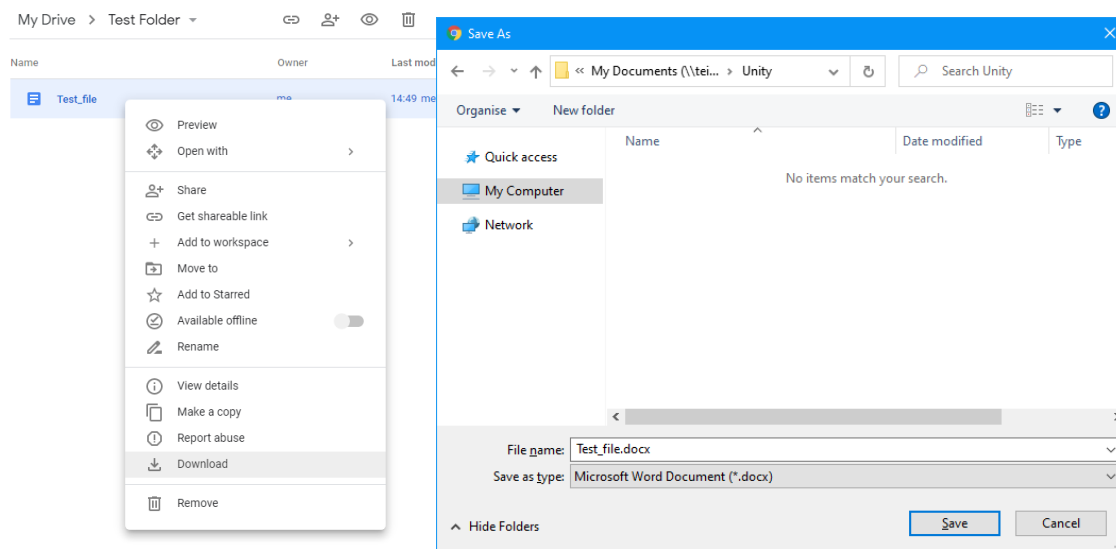 My Drive > Test Folder
Name Owner Last mod
Test_file me 14:49 me
Preview
Open with
Share
Get shareable link
Add to workspace
Move to
Add to Starred
Available offline
Rename
View details
Make a copy
Report abuse
Download
Remove
Save As
« My Documents (\\tei... > Unity
Search Unity
Organise New folder
Quick access
My Computer
Network
Name Date modified Type
No items match your search.
File name: Test_file.docx
Save as type: Microsoft Word Document (*.docx)
Hide Folders
Save Cancel